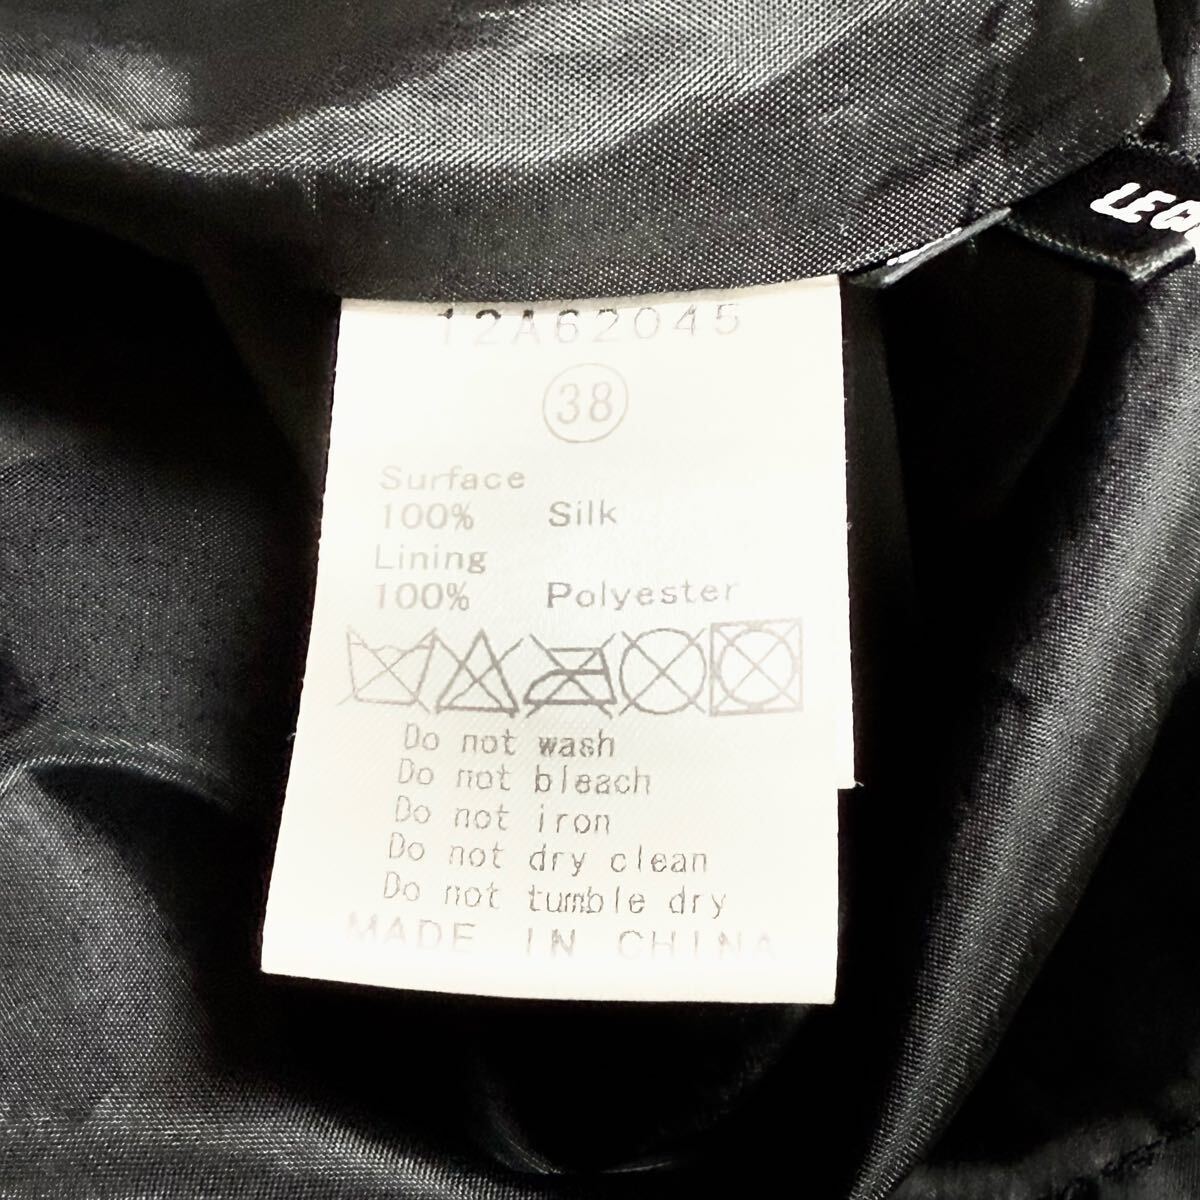 12A62045
38
Surface
100% Silk
Lining
100% Polyester
Do not wash
Do not bleach
Do not iron
Do not dry clean
Do not tumble dry
MADE IN CHINA